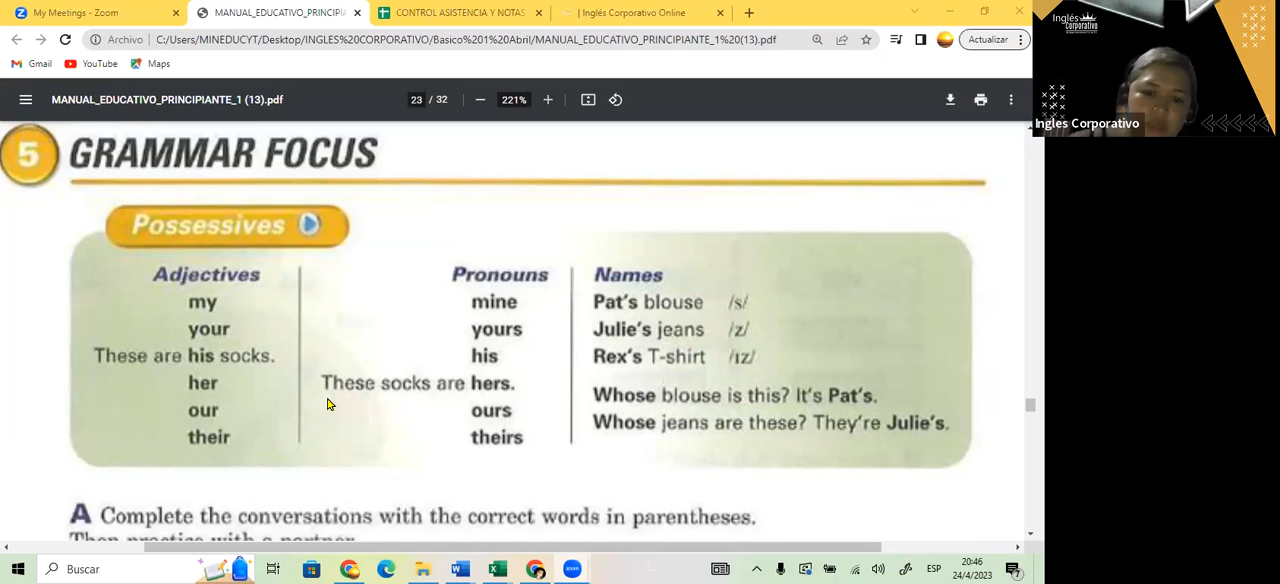 My Meetings - Zoom
MANUAL_EDUCATIVO_PRINCIPIA
CONTROL ASISTENCIA Y NOTAS
Inglés Corporativo Online
Archivo
C:/Users/MINEDUCYT/Desktop/INGLES%20CORPORATIVO/Basico%201%20Abril/MANUAL_EDUCATIVO_PRINCIPIANTE_1%20(13).pdf
Actualizar
Gmail
YouTube
Maps
MANUAL_EDUCATIVO_PRINCIPIANTE_1 (13).pdf
23 / 32
221%
5 GRAMMAR FOCUS
Possessives
Adjectives
my
your
These are his socks.
her
our
their
Pronouns
mine
yours
his
These socks are hers.
ours
theirs
Names
Pat's blouse /s/
Julie's jeans /z/
Rex's T-shirt /ɪz/
Whose blouse is this? It's Pat's.
Whose jeans are these? They're Julie's.
A Complete the conversations with the correct words in parentheses.
Then practice with a partner.
Inglés
Corporativo
Ingles Corporativo
Buscar
ESP
20:46
24/4/2023